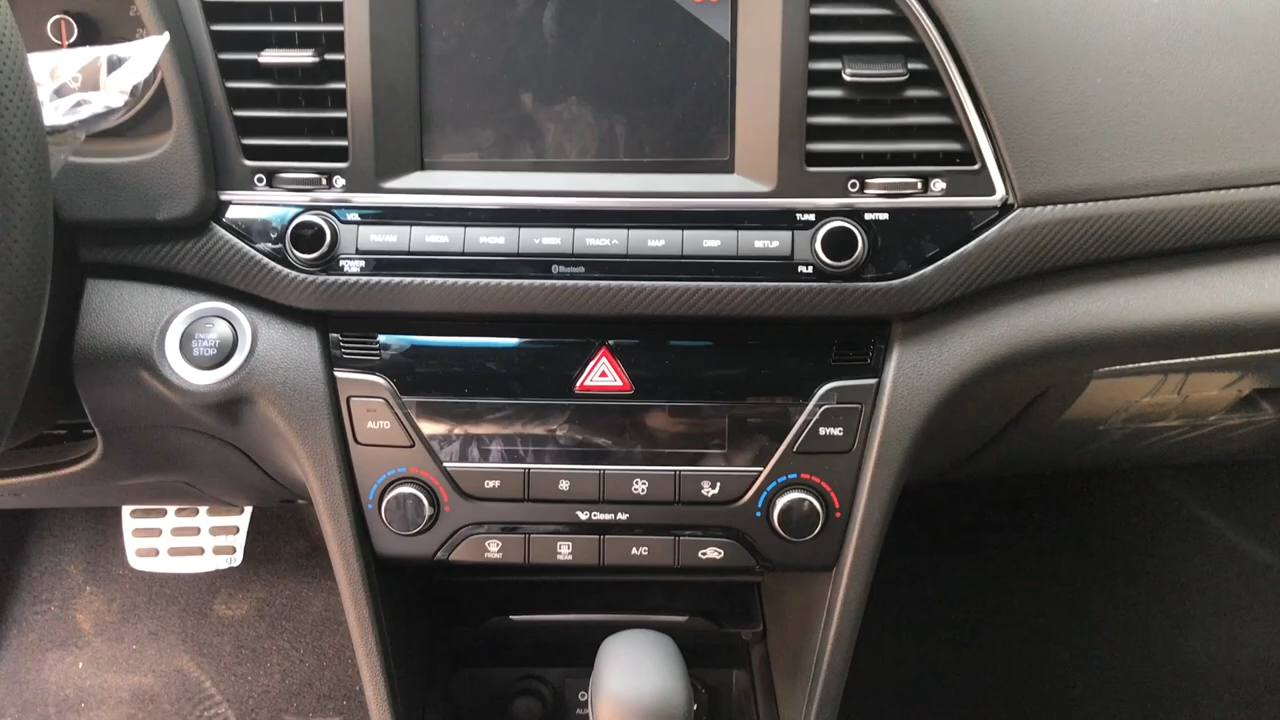 VOL
TUNE
ENTER
FM/AM
MEDIA
PHONE
SEEK
TRACK
MAP
DISP
SETUP
POWER
PUSH
Bluetooth
FILE
ENGINE
START
STOP
AUTO
SYNC
OFF
Clean Air
FRONT
REAR
A/C
AUX